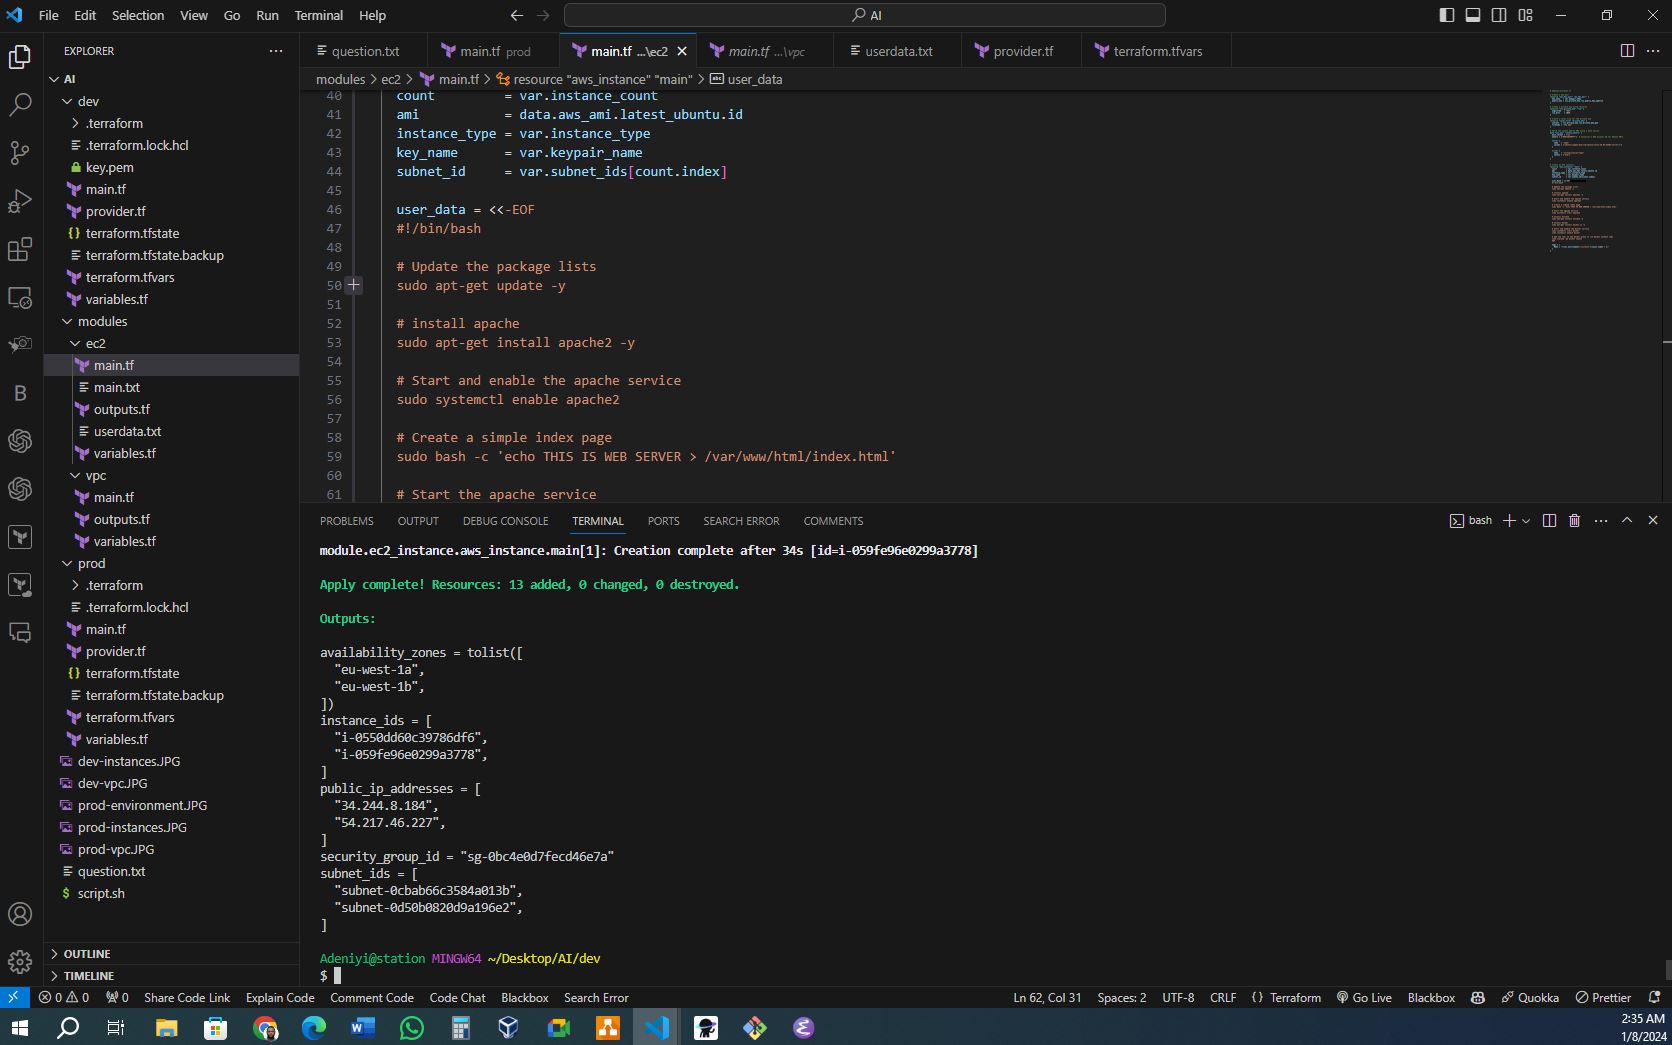 File Edit Selection View Go Run Terminal Help
AI
EXPLORER
AI
dev
.terraform
.terraform.lock.hcl
key.pem
main.tf
provider.tf
{} terraform.tfstate
terraform.tfstate.backup
terraform.tfvars
variables.tf
modules
ec2
main.tf
main.txt
outputs.tf
userdata.txt
variables.tf
vpc
main.tf
outputs.tf
variables.tf
prod
.terraform
.terraform.lock.hcl
main.tf
provider.tf
{} terraform.tfstate
terraform.tfstate.backup
terraform.tfvars
variables.tf
dev-instances.JPG
dev-vpc.JPG
prod-environment.JPG
prod-instances.JPG
prod-vpc.JPG
question.txt
$ script.sh
OUTLINE
TIMELINE
question.txt main.tf prod main.tf ...\ec2 main.tf ...\vpc userdata.txt provider.tf terraform.tfvars
modules > ec2 > main.tf > resource "aws_instance" "main" > user_data
40 count = var.instance_count
41 ami = data.aws_ami.latest_ubuntu.id
42 instance_type = var.instance_type
43 key_name = var.keypair_name
44 subnet_id = var.subnet_ids[count.index]
45
46 user_data = <<-EOF
47 #!/bin/bash
48
49 # Update the package lists
50 sudo apt-get update -y
51
52 # install apache
53 sudo apt-get install apache2 -y
54
55 # Start and enable the apache service
56 sudo systemctl enable apache2
57
58 # Create a simple index page
59 sudo bash -c 'echo THIS IS WEB SERVER > /var/www/html/index.html'
60
61 # Start the apache service
PROBLEMS OUTPUT DEBUG CONSOLE TERMINAL PORTS SEARCH ERROR COMMENTS
bash
module.ec2_instance.aws_instance.main[1]: Creation complete after 34s [id=i-059fe96e0299a3778]
Apply complete! Resources: 13 added, 0 changed, 0 destroyed.
Outputs:
availability_zones = tolist([
"eu-west-1a",
"eu-west-1b",
])
instance_ids = [
"i-0550dd60c39786df6",
"i-059fe96e0299a3778",
]
public_ip_addresses = [
"34.244.8.184",
"54.217.46.227",
]
security_group_id = "sg-0bc4e0d7fecd46e7a"
subnet_ids = [
"subnet-0cbab66c3584a013b",
"subnet-0d50b0820d9a196e2",
]
Adeniyi@station MINGW64 ~/Desktop/AI/dev
$
0 0 0 Share Code Link Explain Code Comment Code Code Chat Blackbox Search Error
Ln 62, Col 31 Spaces: 2 UTF-8 CRLF {} Terraform Go Live Blackbox Quokka Prettier
2:35 AM
1/8/2024